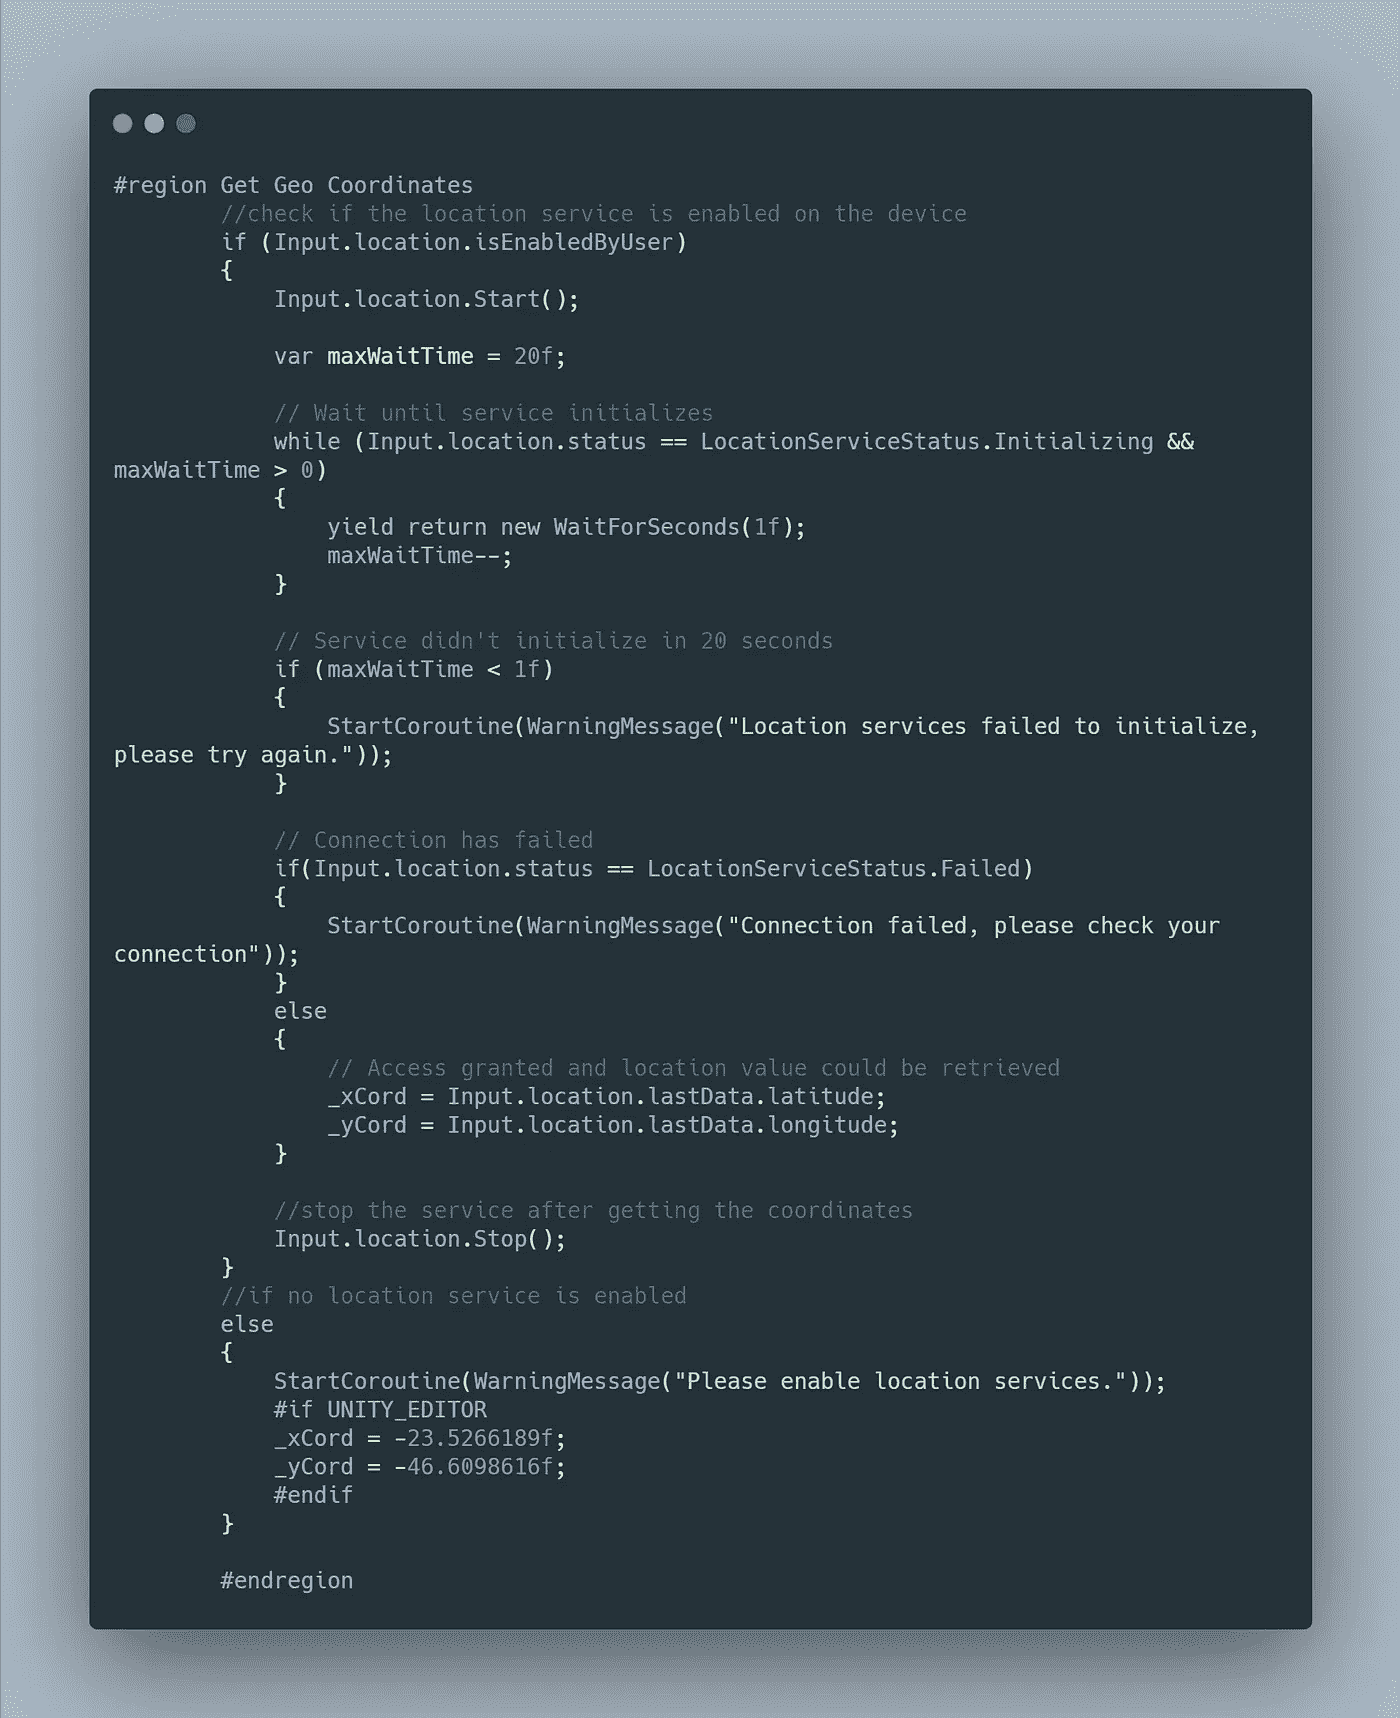 #region Get Geo Coordinates
//check if the location service is enabled on the device
if (Input.location.isEnabledByUser)
{
Input.location.Start();
var maxWaitTime = 20f;
// Wait until service initializes
while (Input.location.status == LocationServiceStatus.Initializing &&
maxWaitTime > 0)
{
yield return new WaitForSeconds(1f);
maxWaitTime--;
}
// Service didn't initialize in 20 seconds
if (maxWaitTime < 1f)
{
StartCoroutine(WarningMessage("Location services failed to initialize,
please try again."));
}
// Connection has failed
if(Input.location.status == LocationServiceStatus.Failed)
{
StartCoroutine(WarningMessage("Connection failed, please check your
connection"));
}
else
{
// Access granted and location value could be retrieved
_xCord = Input.location.lastData.latitude;
_yCord = Input.location.lastData.longitude;
}
//stop the service after getting the coordinates
Input.location.Stop();
}
//if no location service is enabled
else
{
StartCoroutine(WarningMessage("Please enable location services."));
#if UNITY_EDITOR
_xCord = -23.5266189f;
_yCord = -46.6098616f;
#endif
}
#endregion